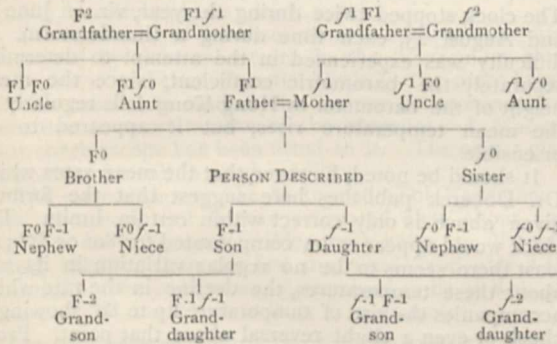 F² F¹ f¹ f¹ F¹ f²
Grandfather=Grandmother Grandfather=Grandmother
F¹ F⁰ F¹ f⁰ F¹ f¹ f¹ F⁰ f¹ f⁰
Uncle Aunt Father=Mother Uncle Aunt
F⁰ f⁰
Brother PERSON DESCRIBED Sister
F⁰ F⁻¹ F⁰ f⁻¹ F⁻¹ f⁻¹ f⁰ F⁻¹ f⁰ f⁻¹
Nephew Niece Son Daughter Nephew Niece
F⁻² F⁻¹ f⁻¹ f⁻¹ F⁻¹ f⁻²
Grand- Grand- Grand- Grand-
son daughter son daughter